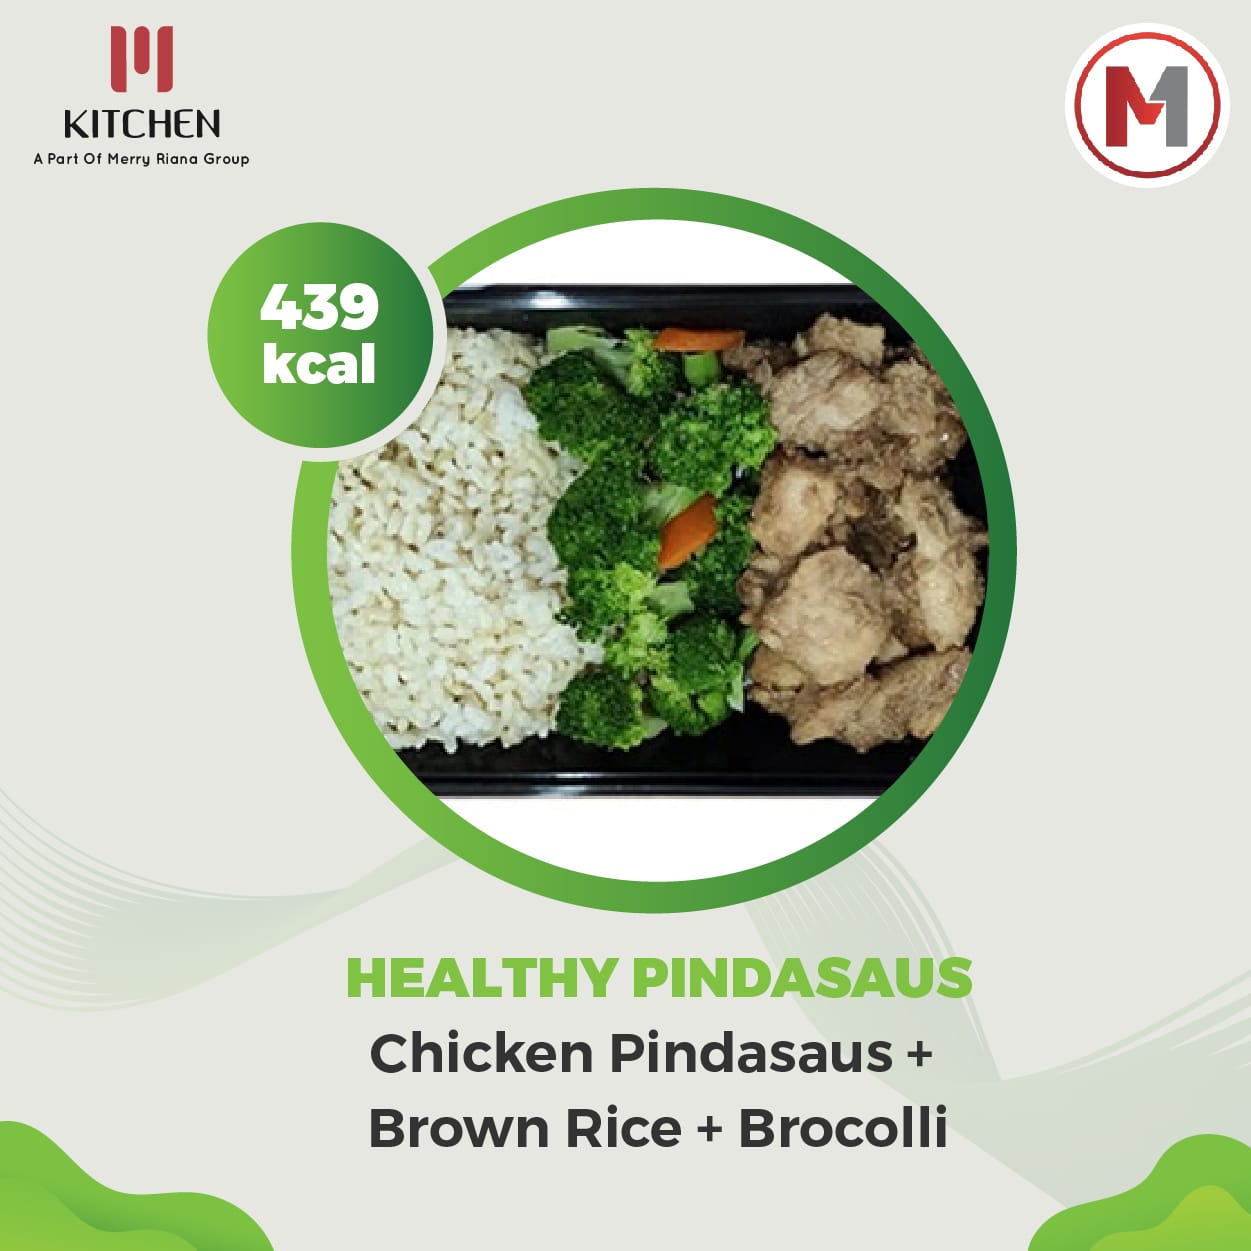 KITCHEN
A Part Of Merry Riana Group
M
439
kcal
HEALTHY PINDASAUS
Chicken Pindasaus +
Brown Rice + Brocolli